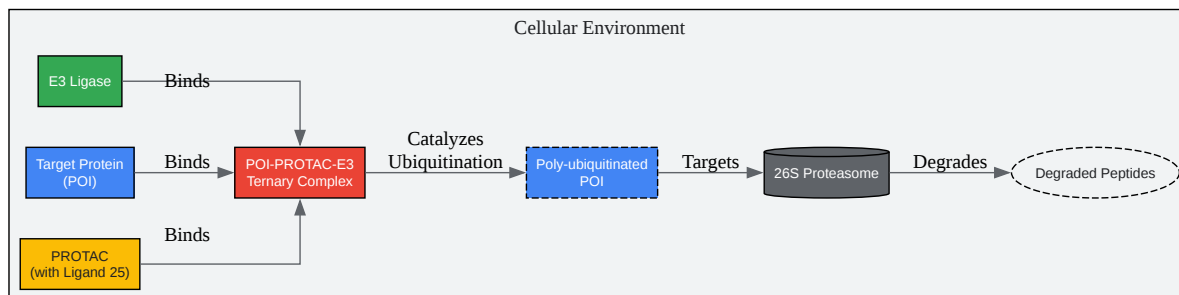 Cellular Environment
E3 Ligase
Binds
Target Protein
(POI)
Binds
POI-PROTAC-E3
Ternary Complex
Catalyzes
Ubiquitination
Poly-ubiquitinated
POI
Targets
26S Proteasome
Degrades
Degraded Peptides
Binds
PROTAC
(with Ligand 25)